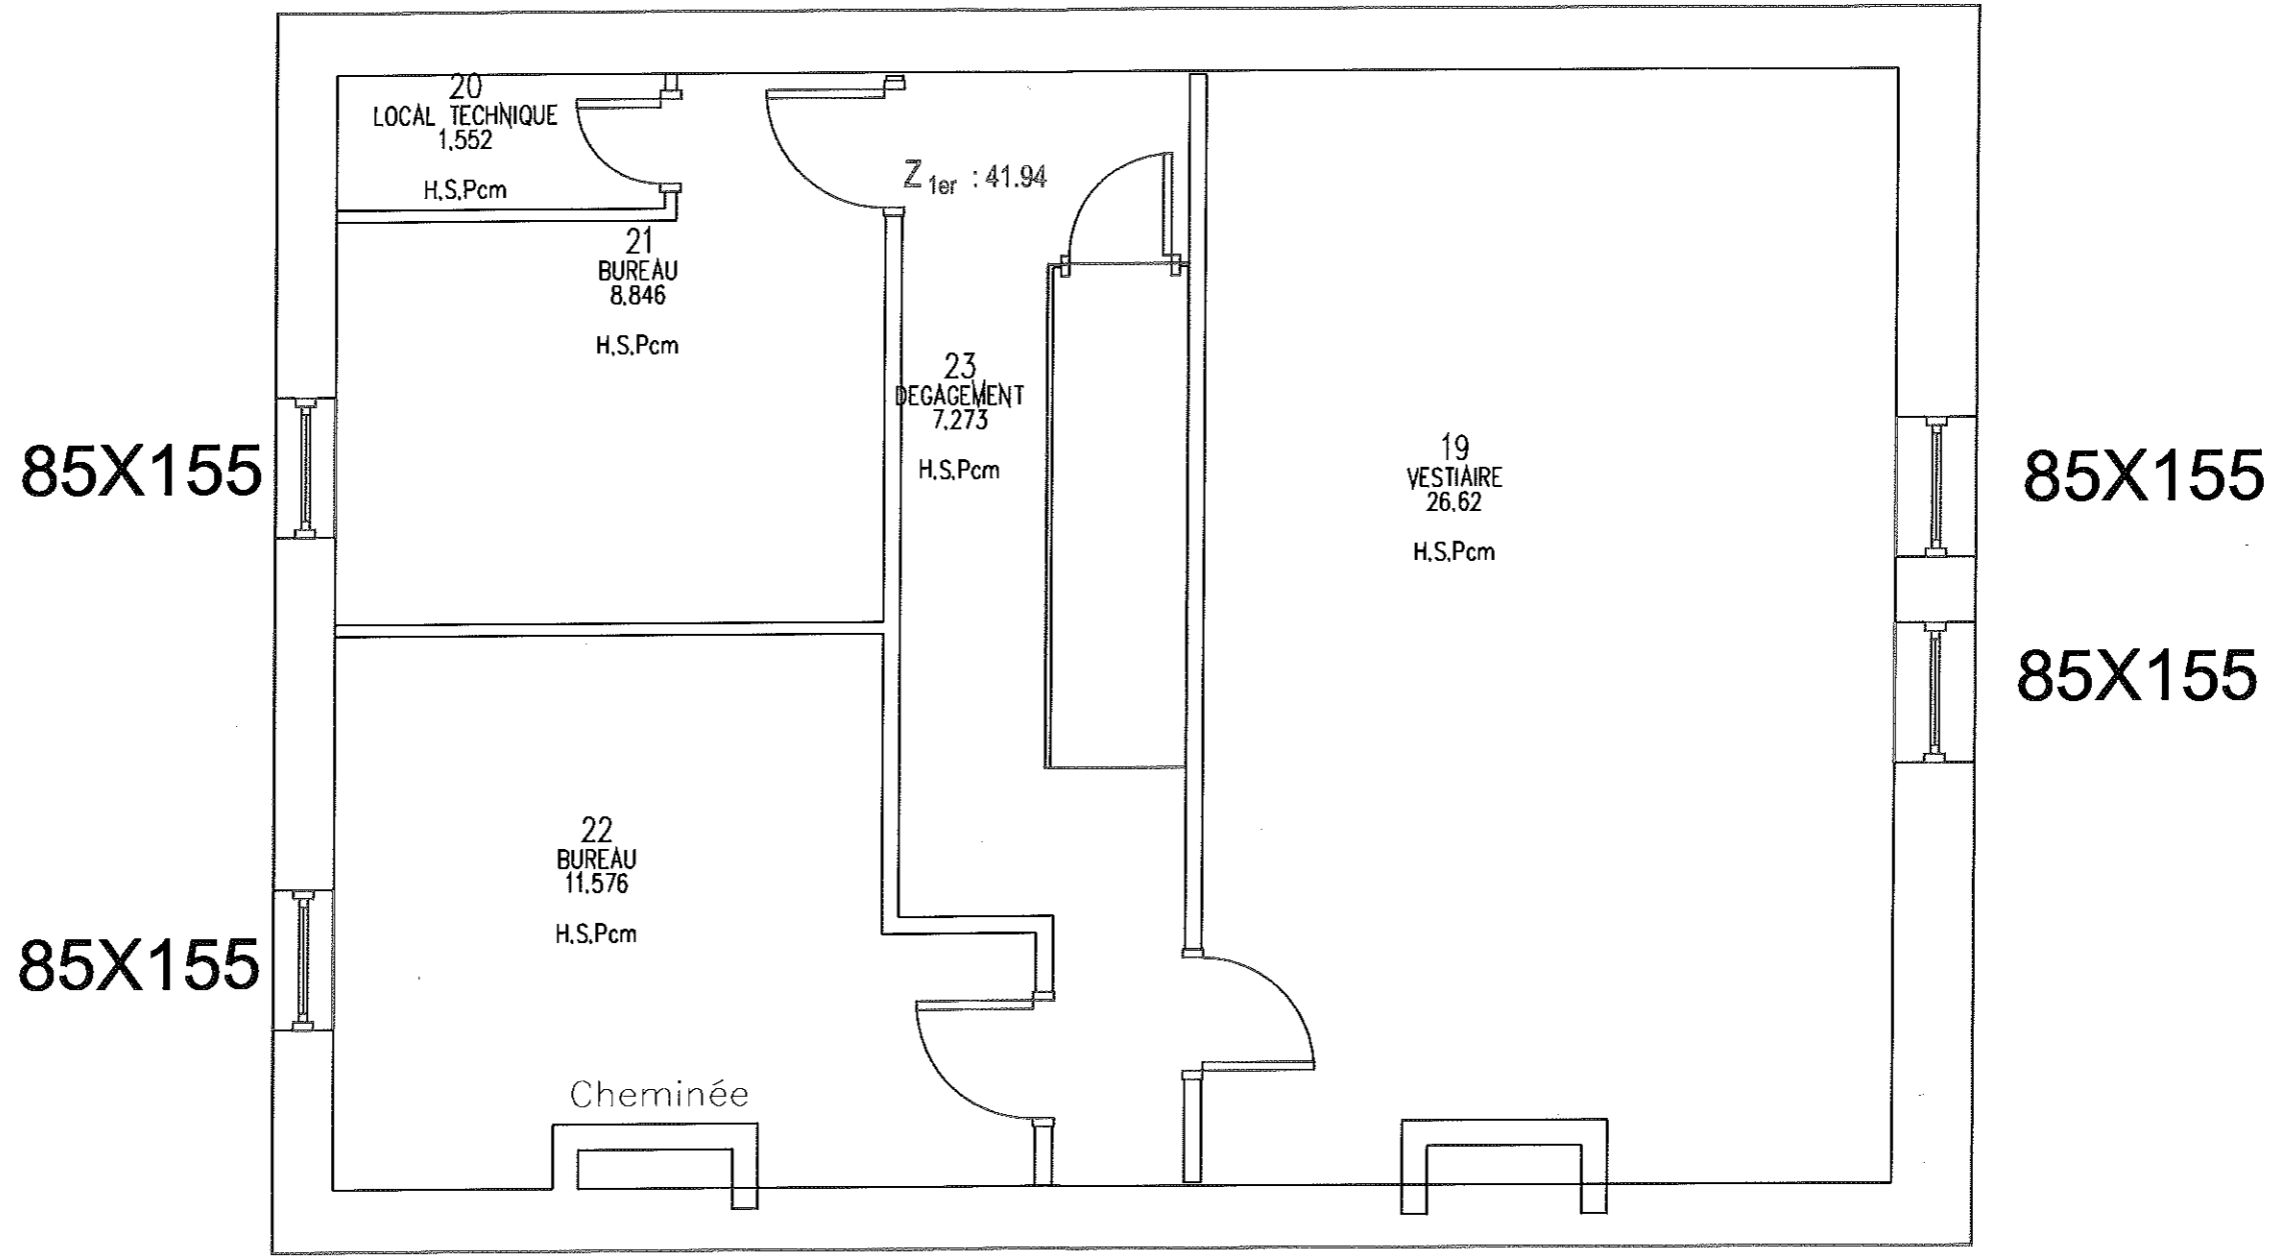 20
LOCAL TECHNIQUE
1,552
H,S,Pcm
Z 1er : 41.94
21
BUREAU
8,846
H,S,Pcm
23
DEGAGEMENT
7,273
H,S,Pcm
19
VESTIAIRE
26,62
H,S,Pcm
85X155
85X155
85X155
22
BUREAU
11,576
H,S,Pcm
85X155
Cheminée